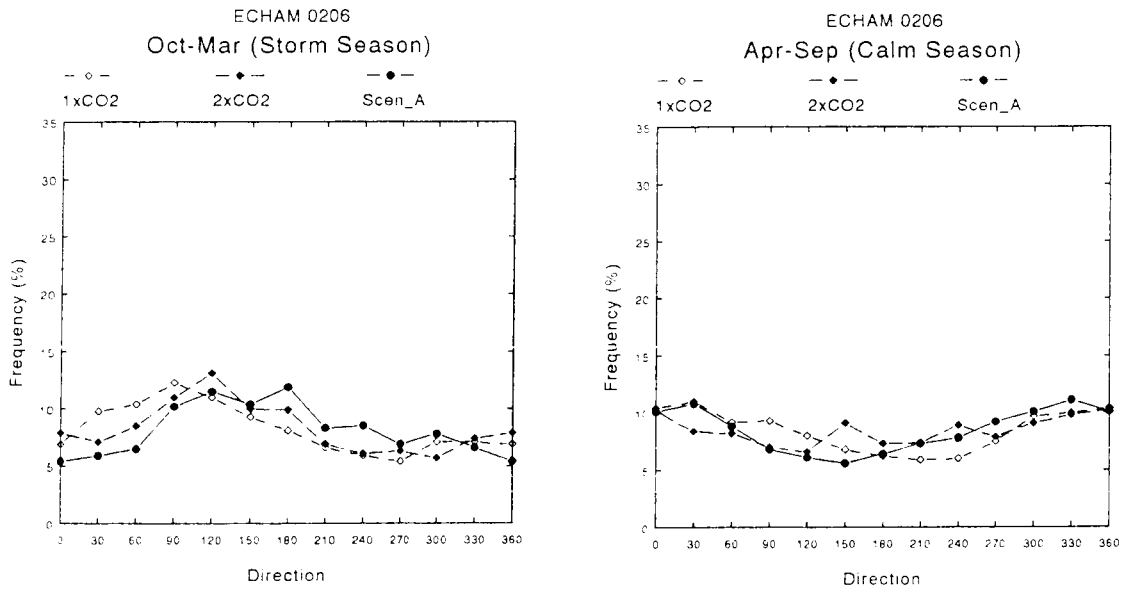 ECHAM 0206
Oct-Mar (Storm Season)
1xCO2 2xCO2 Scen_A
35
30
25
20
15
10
5
0
Frequency (%)
30 60 90 120 150 180 210 240 270 300 330 360
Direction
ECHAM 0206
Apr-Sep (Calm Season)
1xCO2 2xCO2 Scen_A
35
30
25
20
15
10
5
0
Frequency (%)
0 30 60 90 120 150 180 210 240 270 300 330 360
Direction